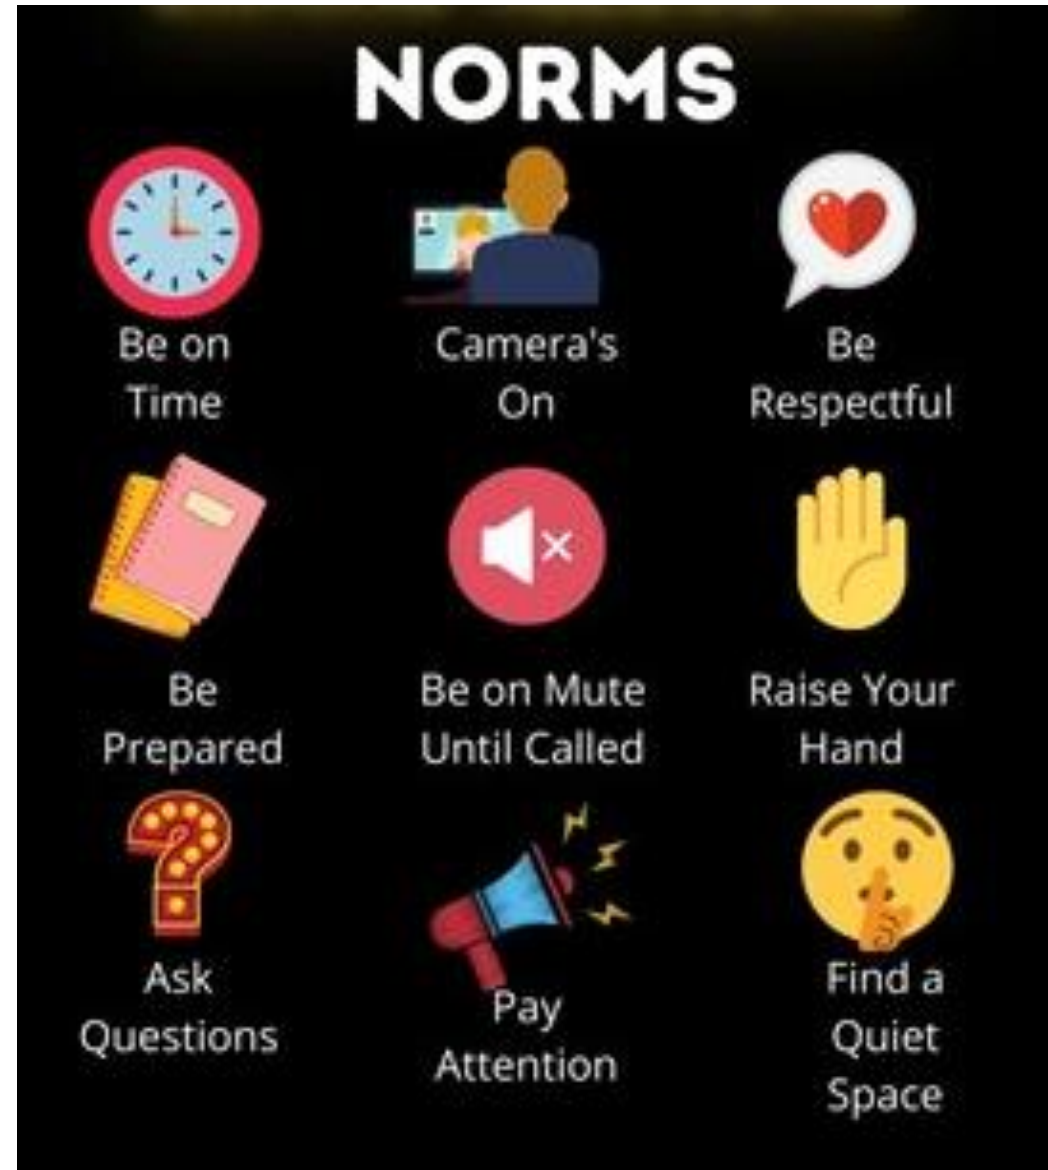 NORMS
Be on
Time
Camera's
On
Be
Respectful
Be
Prepared
Be on Mute
Until Called
Raise Your
Hand
Ask
Questions
Pay
Attention
Find a
Quiet
Space